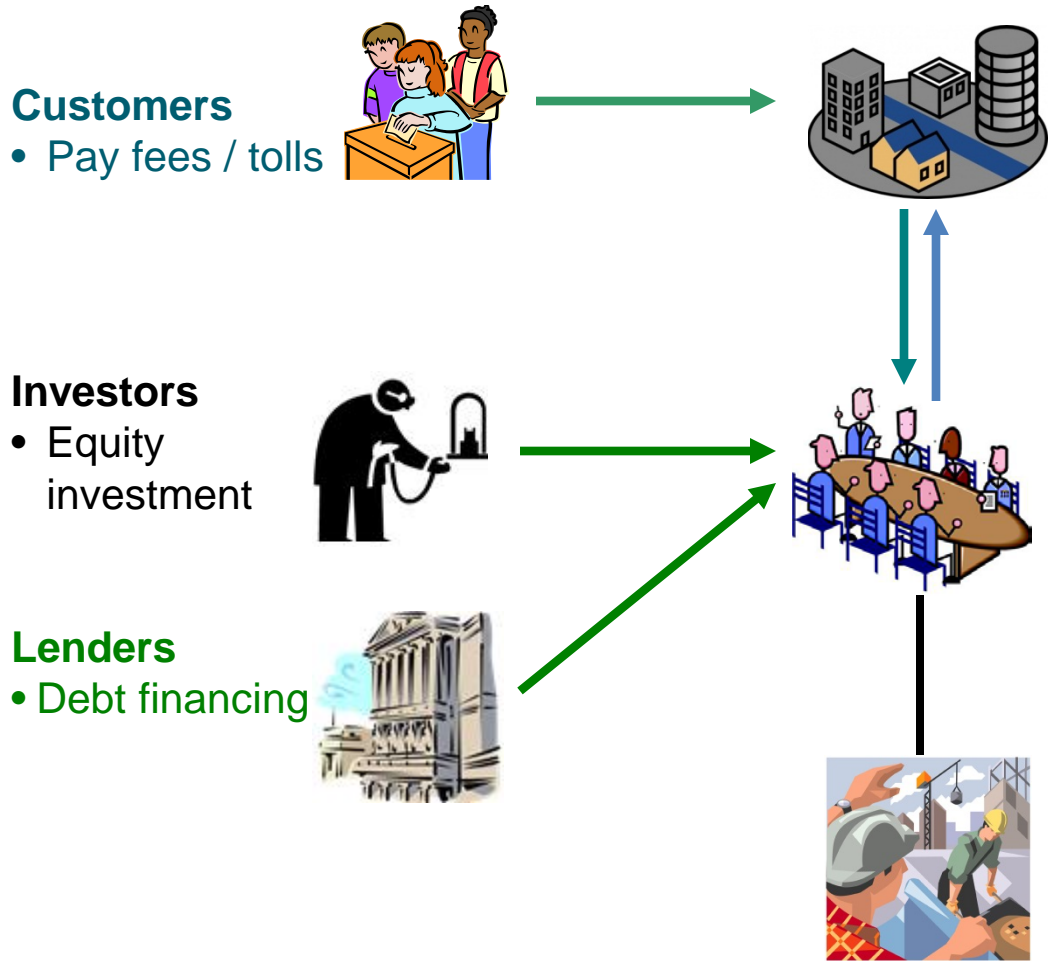 Customers
• Pay fees / tolls
Investors
• Equity
investment
Lenders
• Debt financing